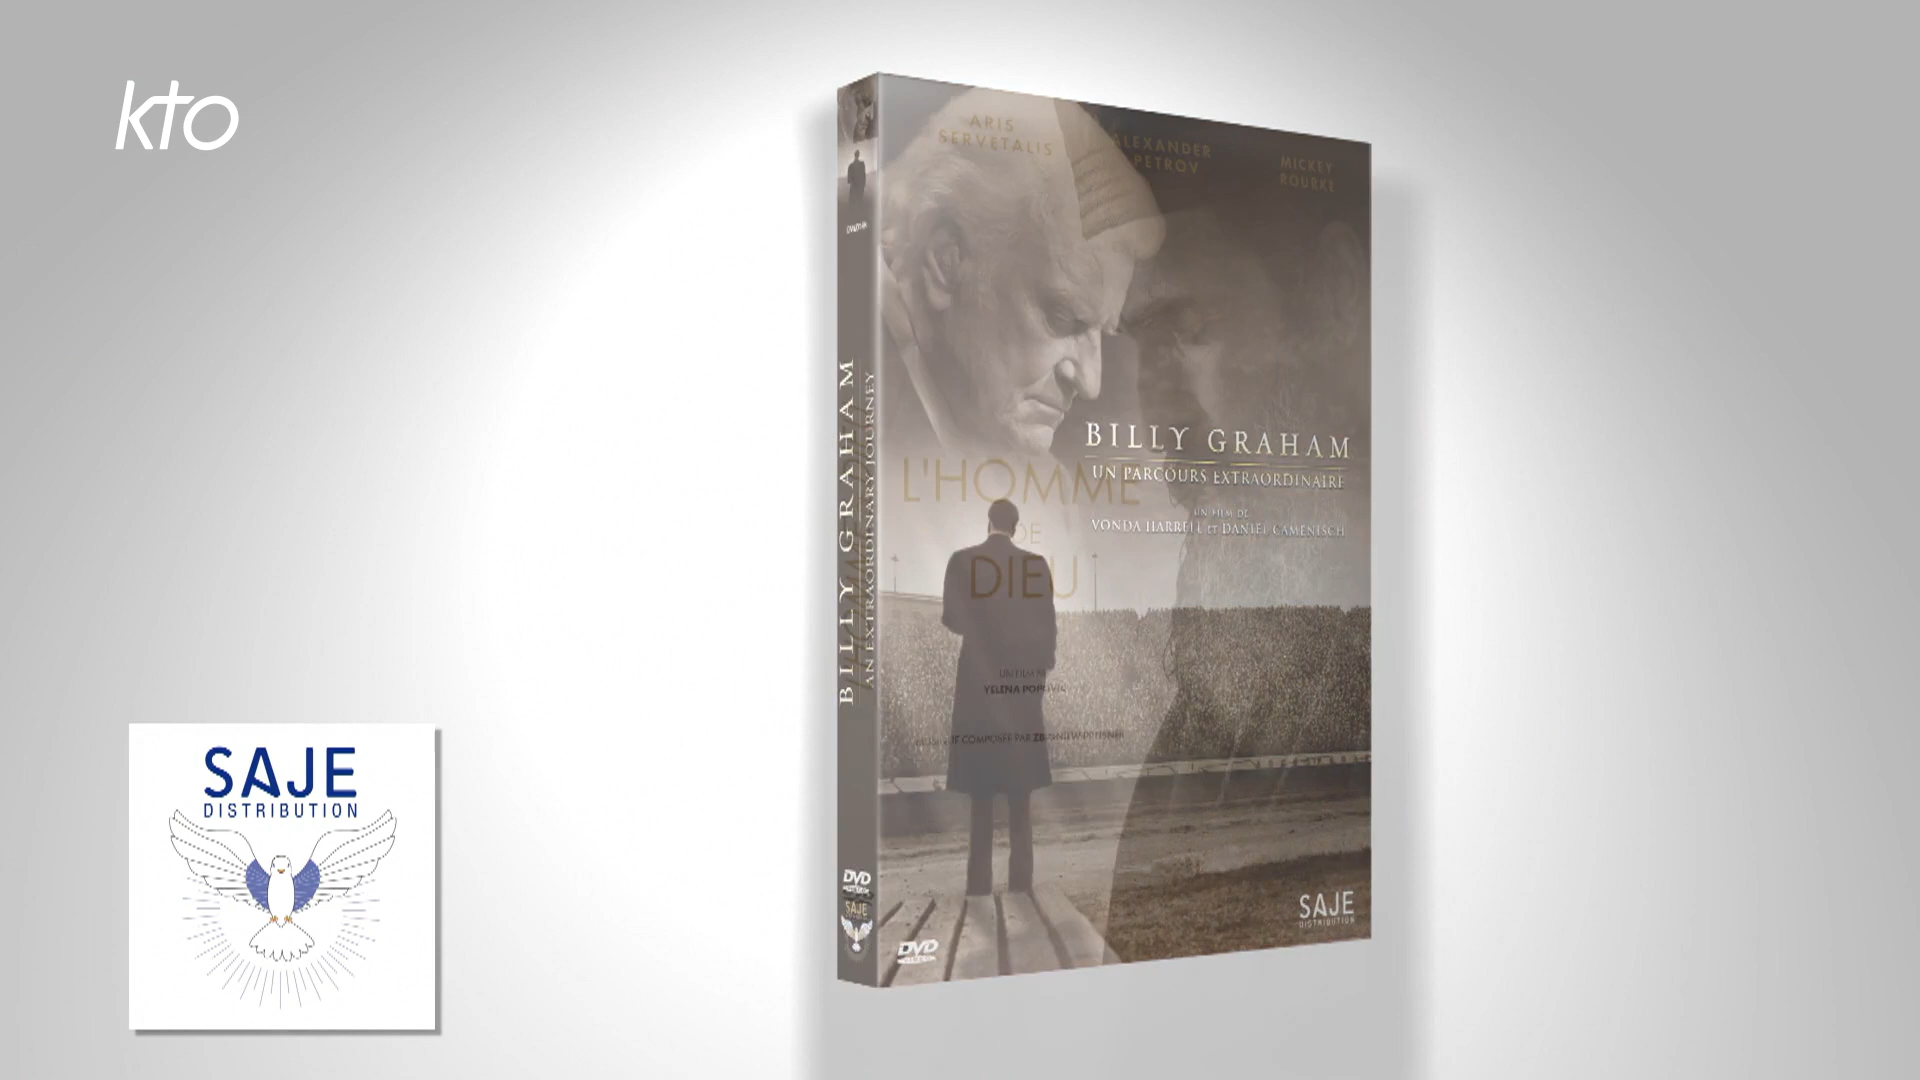 kto
ARIS
SERVETALIS
ALEXANDER
PETROV
MICKEY
ROURKE
BILLY GRAHAM
UN PARCOURS EXTRAORDINAIRE
UN FILM DE
VONDA HARRELL ET DANIEL CAMENISCH
L'HOMME
DE
DIEU
UN FILM DE
YELENA POPOVIC
COMPOSÉE PAR
BILLY GRAHAM
AN EXTRAORDINARY JOURNEY
DVD
SAJE
DVD
SAJE
DISTRIBUTION
SAJE
DISTRIBUTION